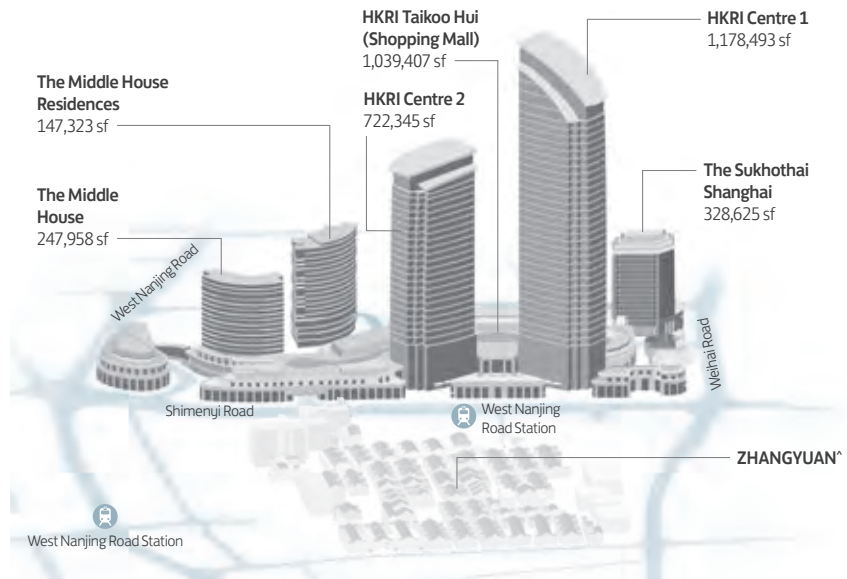 HKRI Taikoo Hui
(Shopping Mall)
1,039,407 sf
HKRI Centre 1
1,178,493 sf
The Middle House
Residences
147,323 sf
HKRI Centre 2
722,345 sf
The Middle
House
247,958 sf
The Sukhothai
Shanghai
328,625 sf
West Nanjing Road
Weihai Road
Shimenyi Road
West Nanjing
Road Station
ZHANGYUAN^
West Nanjing Road Station